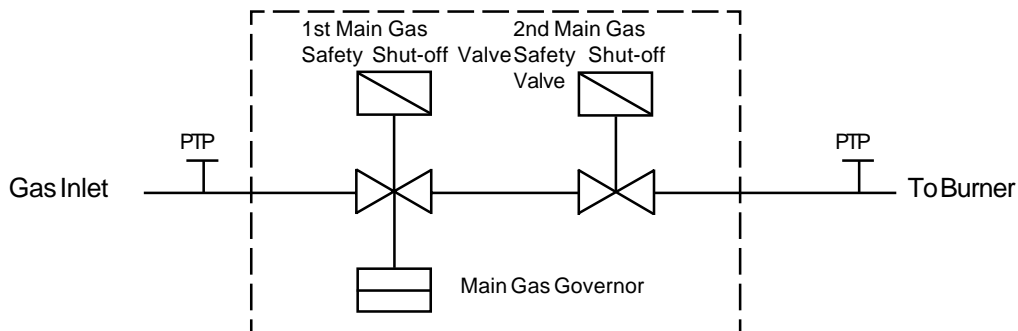 1st Main Gas
Safety Shut-off Valve
2nd Main Gas
Safety Shut-off
Valve
PTP
PTP
Gas Inlet
To Burner
Main Gas Governor